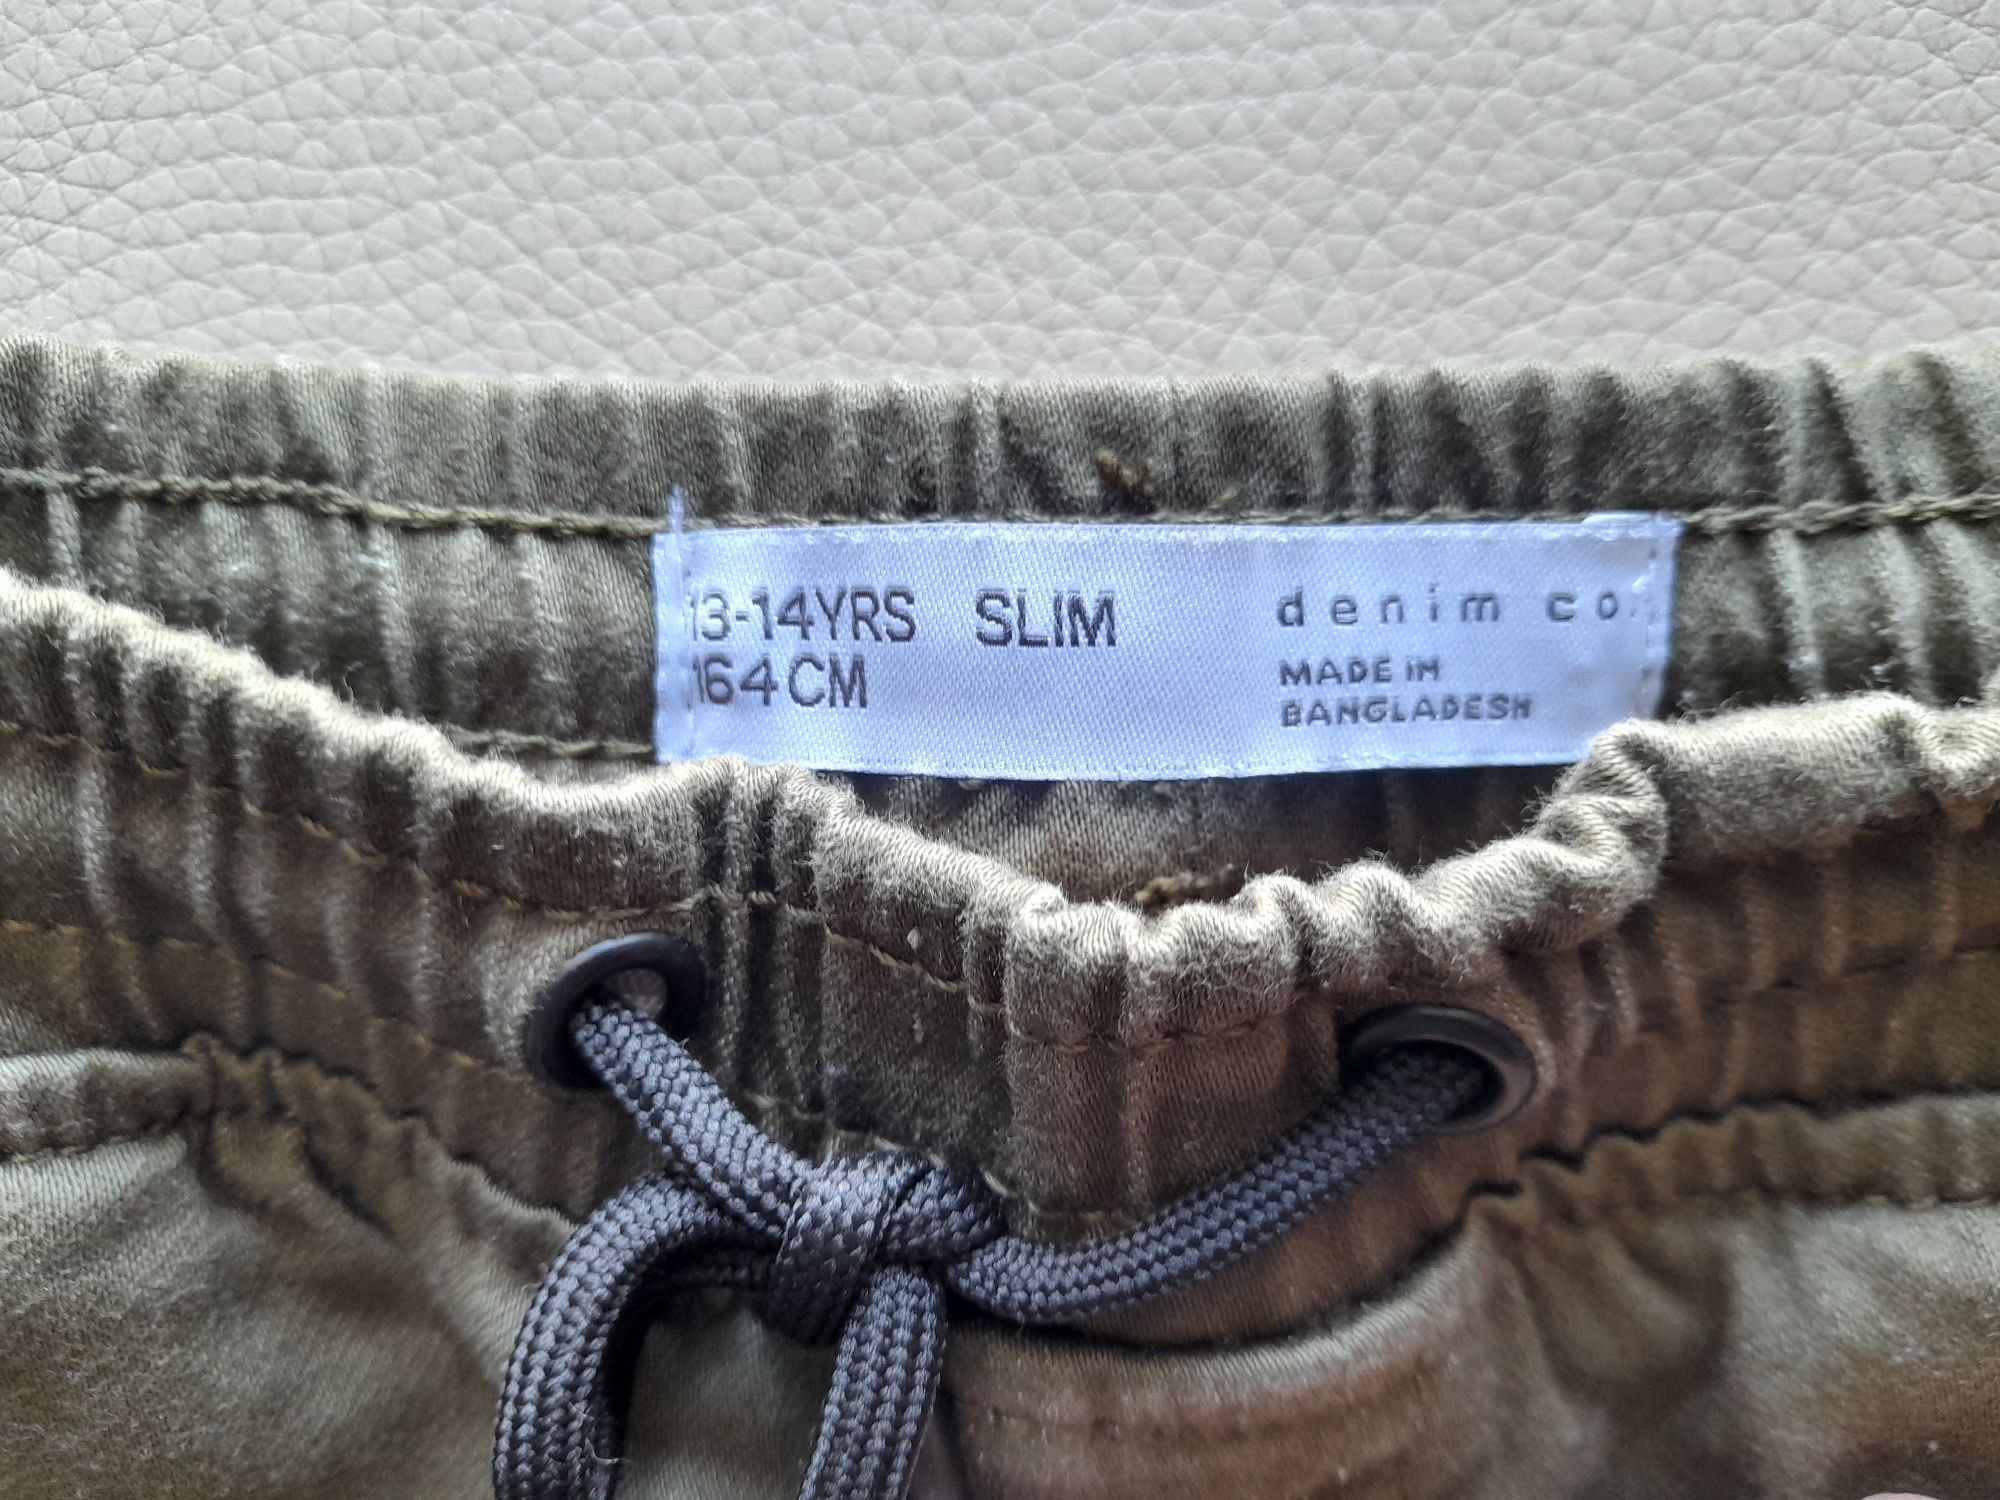 13-14YRS SLIM
164CM
denim co.
MADE IN
BANGLADESH